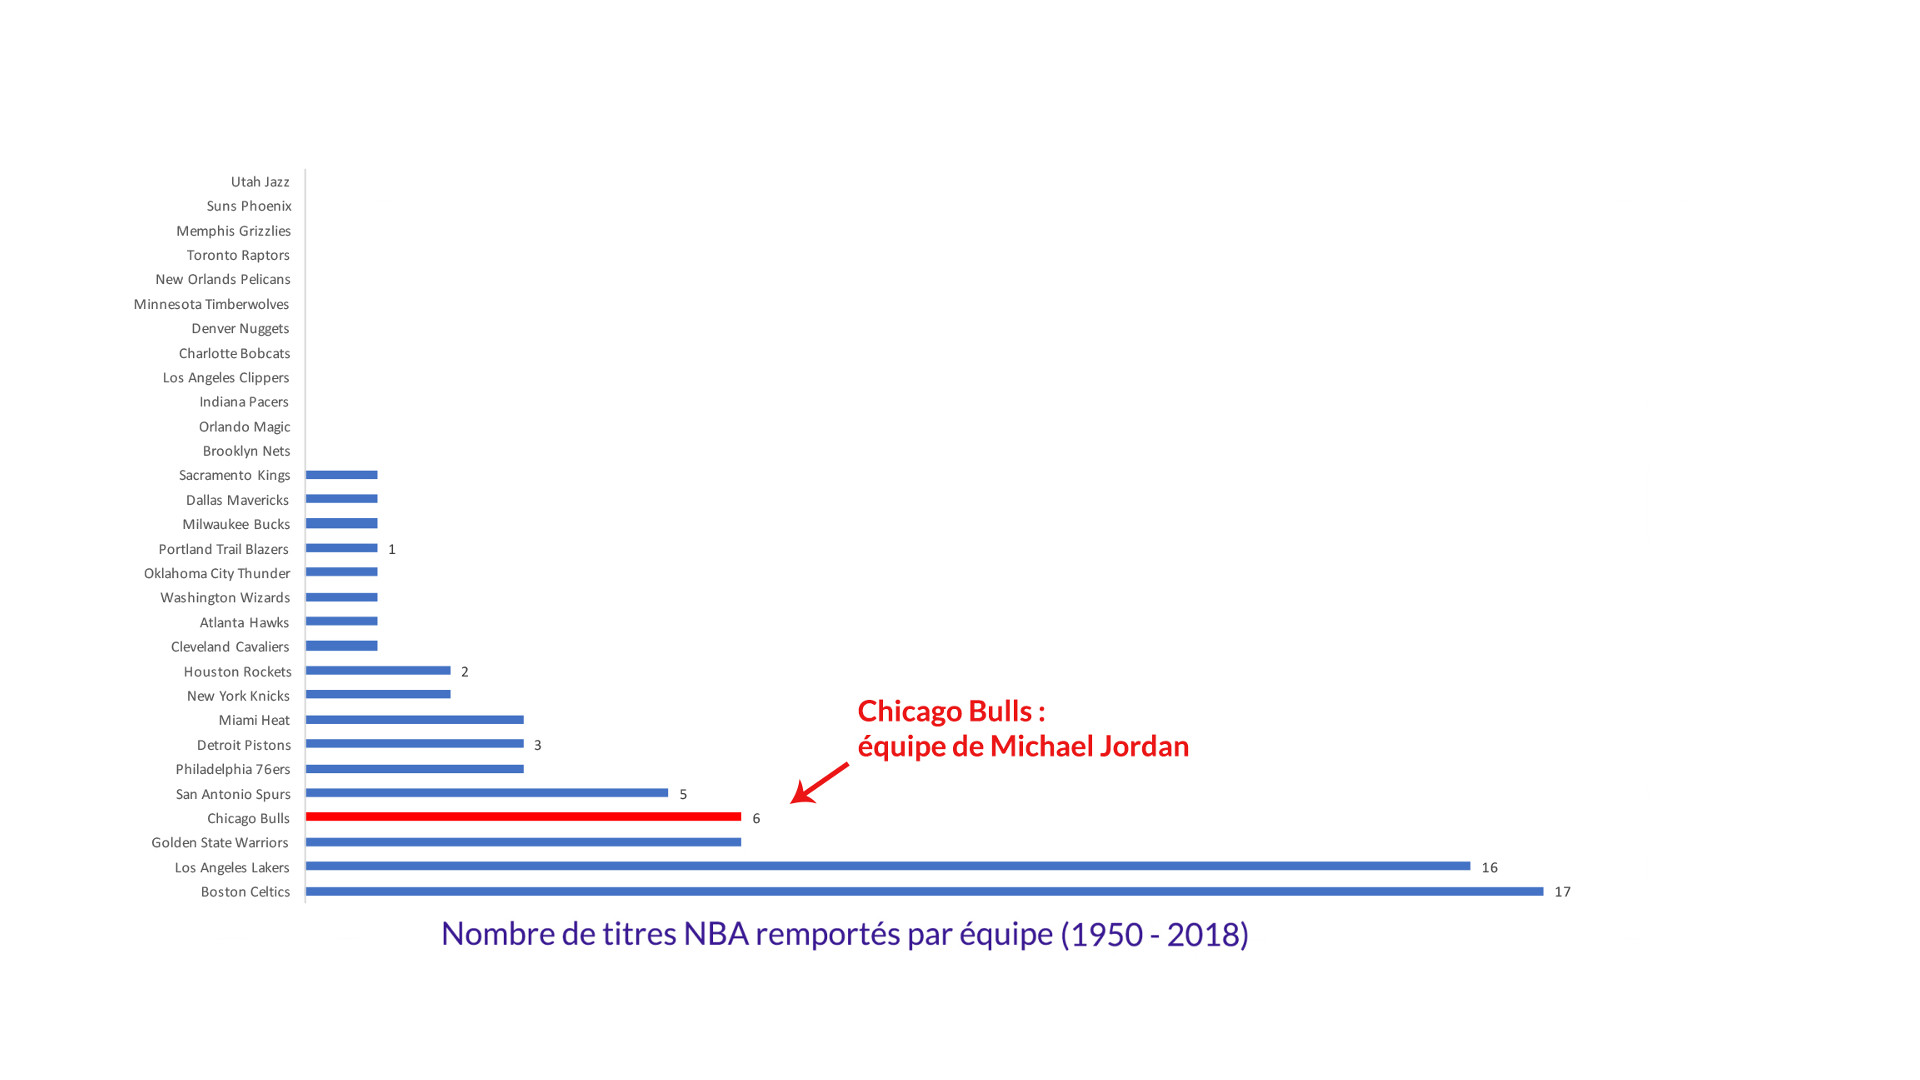 Utah Jazz
Suns Phoenix
Memphis Grizzlies
Toronto Raptors
New Orlands Pelicans
Minnesota Timberwolves
Denver Nuggets
Charlotte Bobcats
Los Angeles Clippers
Indiana Pacers
Orlando Magic
Brooklyn Nets
Sacramento Kings
Dallas Mavericks
Milwaukee Bucks
Portland Trail Blazers 1
Oklahoma City Thunder
Washington Wizards
Atlanta Hawks
Cleveland Cavaliers
Houston Rockets 2
New York Knicks
Miami Heat
Detroit Pistons 3
Philadelphia 76ers
San Antonio Spurs 5
Chicago Bulls 6
Golden State Warriors
Los Angeles Lakers 16
Boston Celtics 17
Chicago Bulls :
équipe de Michael Jordan
Nombre de titres NBA remportés par équipe (1950 - 2018)